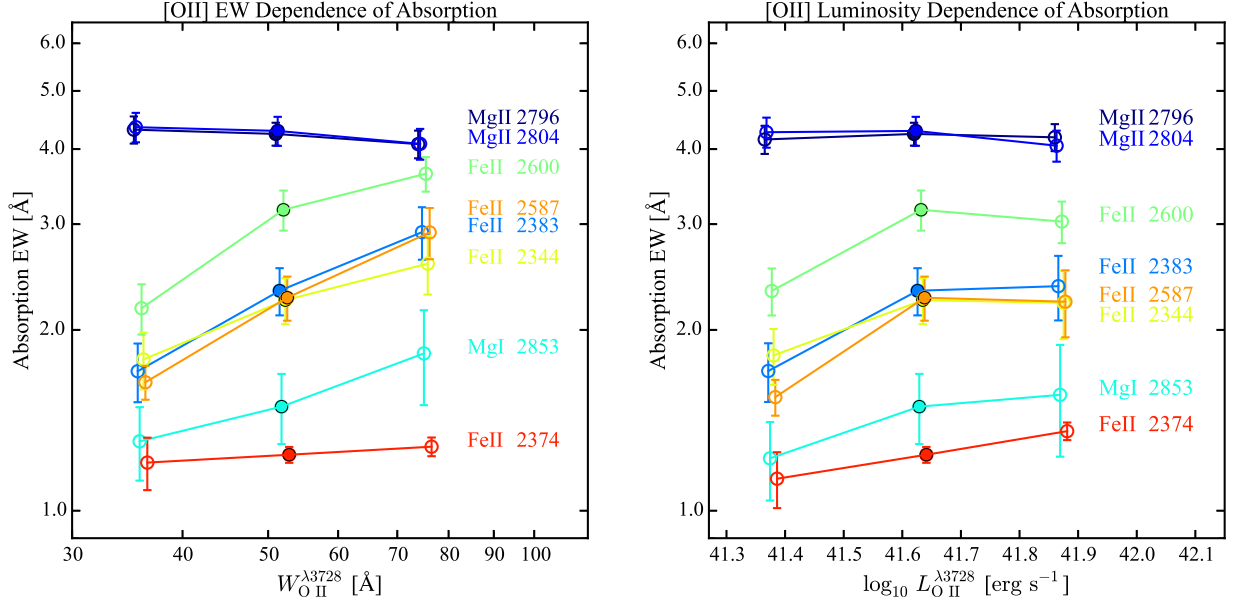 [OII] EW Dependence of Absorption
6.0
5.0
4.0
3.0
2.0
1.0
Absorption EW [Å]
MgII 2796
MgII 2804
FeII 2600
FeII 2587
FeII 2383
FeII 2344
MgI 2853
FeII 2374
30 40 50 60 70 80 90 100
W_{O II}^{λ3728} [Å]
[OII] Luminosity Dependence of Absorption
6.0
5.0
4.0
3.0
2.0
1.0
Absorption EW [Å]
MgII 2796
MgII 2804
FeII 2600
FeII 2383
FeII 2587
FeII 2344
MgI 2853
FeII 2374
41.3 41.4 41.5 41.6 41.7 41.8 41.9 42.0 42.1
log₁₀ L_{O II}^{λ3728} [erg s⁻¹]